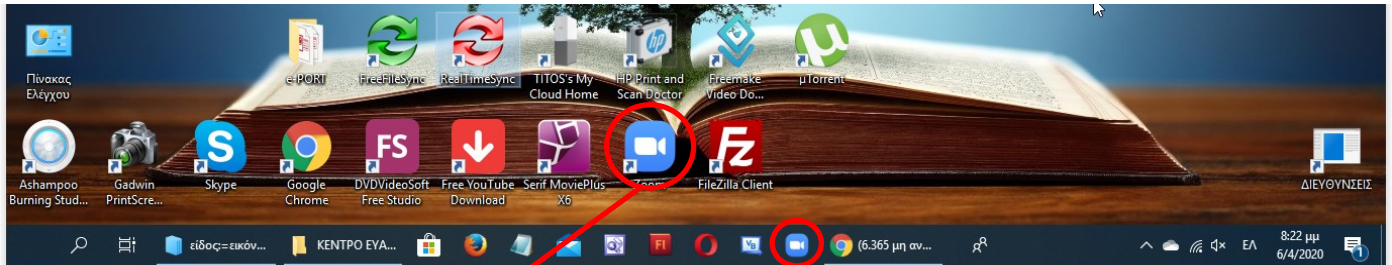 e-PORT
FreeFileSync
RealTimeSync
TITOS's My
Cloud Home
HP Print and
Scan Doctor
Freemake
Video Do...
μTorrent
Πίνακας
Ελέγχου
Ashampoo
Burning Stud...
Gadwin
PrintScre...
Skype
Google
Chrome
DVDVideoSoft
Free Studio
Free YouTube
Download
Serif MoviePlus
X6
Zoom
FileZilla Client
ΔΙΕΥΘΥΝΣΕΙΣ
είδος:=εικόν...
ΚΕΝΤΡΟ ΕΥΑ...
(6.365 μη αν...
ΕΛ
8:22 μμ
6/4/2020
1